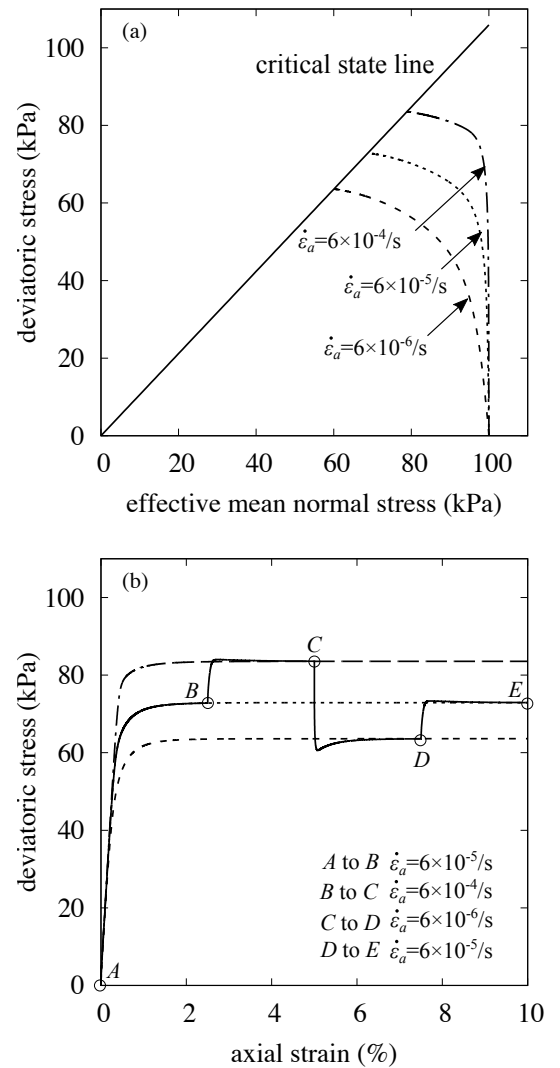 (a)
critical state line
ε̇ₐ=6×10⁻⁴/s
ε̇ₐ=6×10⁻⁵/s
ε̇ₐ=6×10⁻⁶/s
deviatoric stress (kPa)
100
80
60
40
20
0
0 20 40 60 80 100
effective mean normal stress (kPa)
(b)
deviatoric stress (kPa)
100
80
60
40
20
0
A
B
C
D
E
A to B ε̇ₐ=6×10⁻⁵/s
B to C ε̇ₐ=6×10⁻⁴/s
C to D ε̇ₐ=6×10⁻⁶/s
D to E ε̇ₐ=6×10⁻⁵/s
0 2 4 6 8 10
axial strain (%)